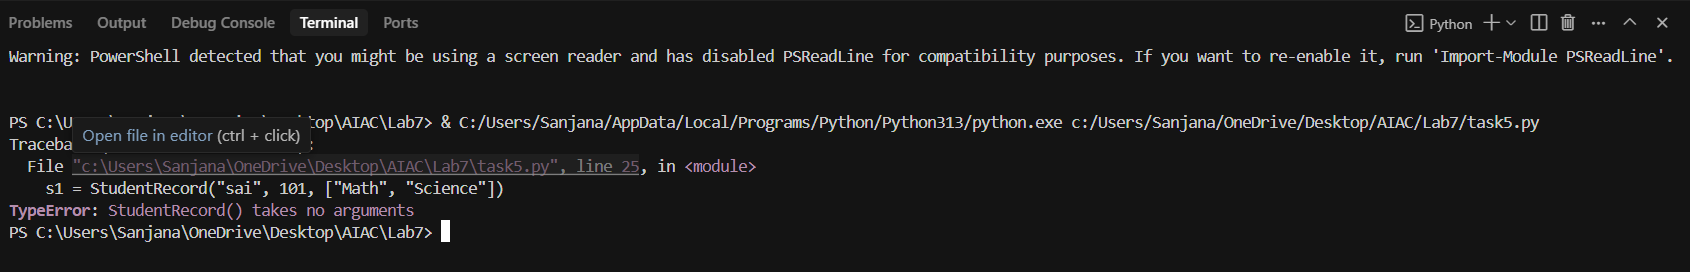 Problems Output Debug Console Terminal Ports Python
Warning: PowerShell detected that you might be using a screen reader and has disabled PSReadLine for compatibility purposes. If you want to re-enable it, run 'Import-Module PSReadLine'.
PS C:\U ktop\AIAC\Lab7> & C:/Users/Sanjana/AppData/Local/Programs/Python/Python313/python.exe c:/Users/Sanjana/OneDrive/Desktop/AIAC/Lab7/task5.py
Open file in editor (ctrl + click)
Traceba :
File "c:\Users\Sanjana\OneDrive\Desktop\AIAC\Lab7\task5.py", line 25, in <module>
s1 = StudentRecord("sai", 101, ["Math", "Science"])
TypeError: StudentRecord() takes no arguments
PS C:\Users\Sanjana\OneDrive\Desktop\AIAC\Lab7>